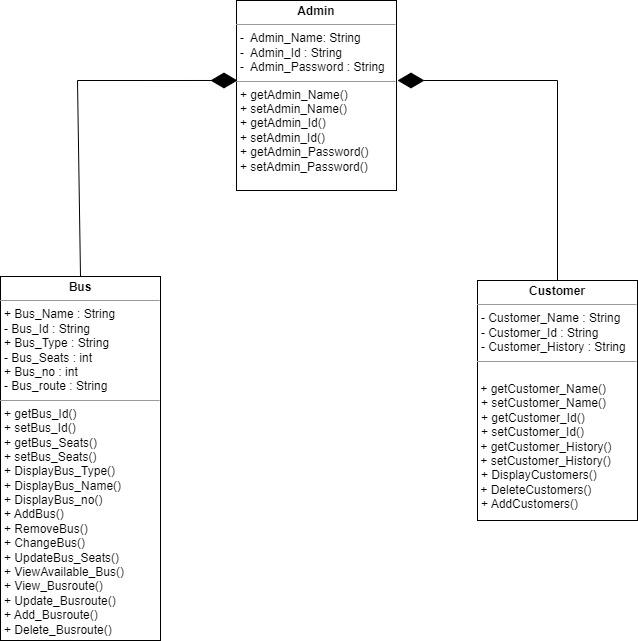 Admin
- Admin_Name: String
- Admin_Id : String
- Admin_Password : String
+ getAdmin_Name()
+ setAdmin_Name()
+ getAdmin_Id()
+ setAdmin_Id()
+ getAdmin_Password()
+ setAdmin_Password()
Bus
+ Bus_Name : String
- Bus_Id : String
+ Bus_Type : String
- Bus_Seats : int
+ Bus_no : int
- Bus_route : String
+ getBus_Id()
+ setBus_Id()
+ getBus_Seats()
+ setBus_Seats()
+ DisplayBus_Type()
+ DisplayBus_Name()
+ DisplayBus_no()
+ AddBus()
+ RemoveBus()
+ ChangeBus()
+ UpdateBus_Seats()
+ ViewAvailable_Bus()
+ View_Busroute()
+ Update_Busroute()
+ Add_Busroute()
+ Delete_Busroute()
Customer
- Customer_Name : String
- Customer_Id : String
- Customer_History : String
+ getCustomer_Name()
+ setCustomer_Name()
+ getCustomer_Id()
+ setCustomer_Id()
+ getCustomer_History()
+ setCustomer_History()
+ DisplayCustomers()
+ DeleteCustomers()
+ AddCustomers()